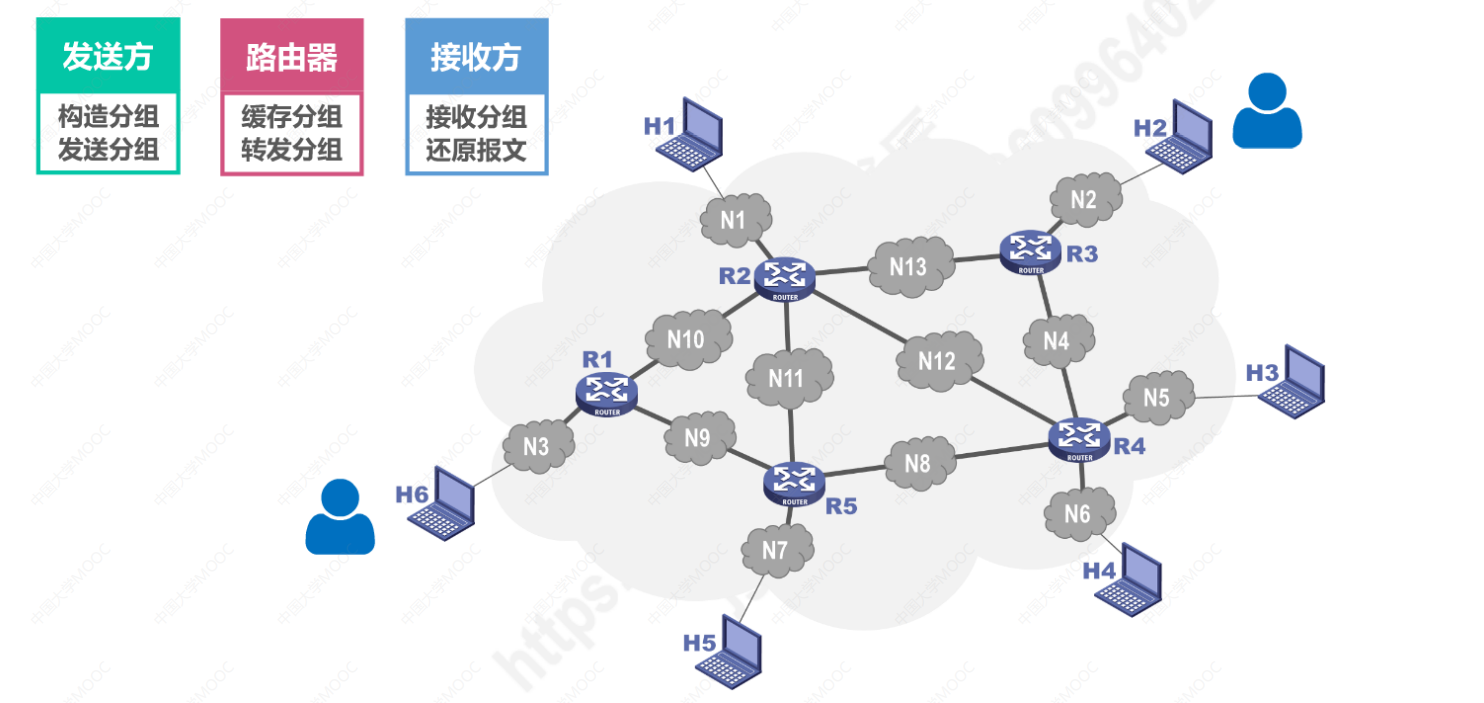 发送方
构造分组
发送分组
路由器
缓存分组
转发分组
接收方
接收分组
还原报文
H1
H2
N1
N2
R2
ROUTER
N13
R3
ROUTER
N10
N12
N4
R1
ROUTER
N11
H3
N5
N3
N9
R4
ROUTER
N8
H6
R5
ROUTER
N6
N7
H4
H5
中国大学MOOC
https